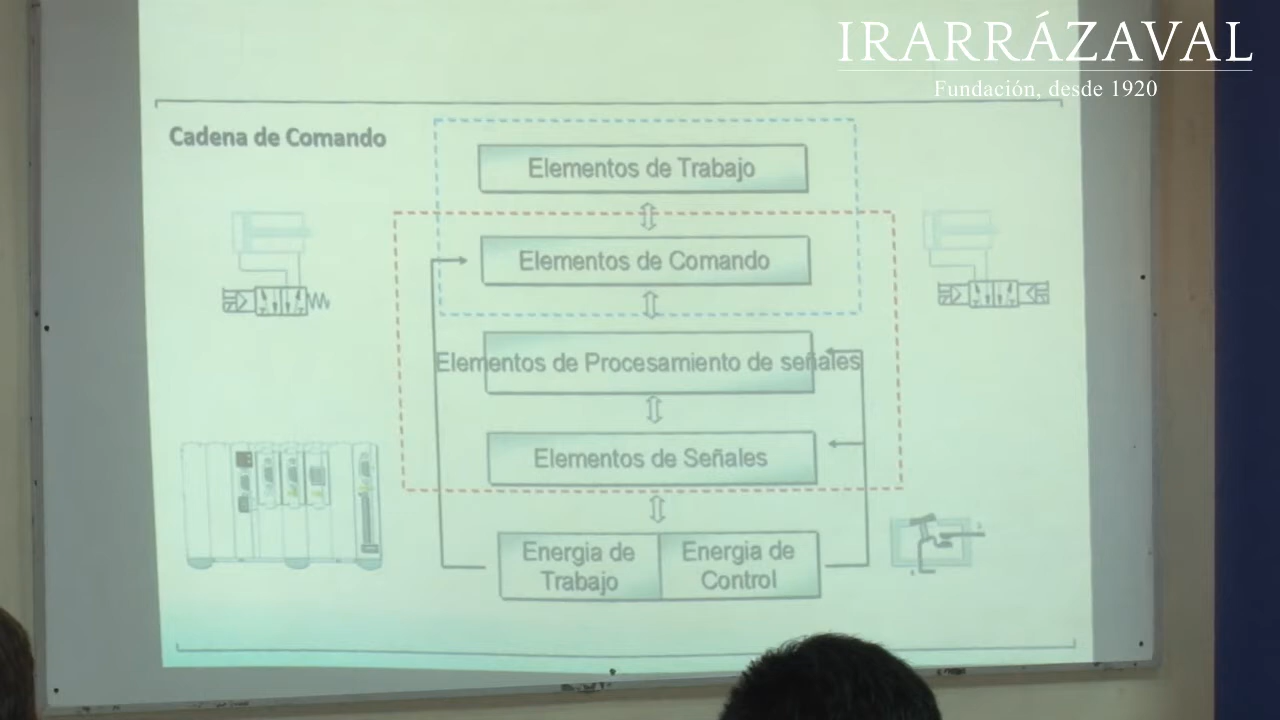 IRARRÁZAVAL
Fundación, desde 1920
Cadena de Comando
Elementos de Trabajo
Elementos de Comando
Elementos de Procesamiento de señales
Elementos de Señales
Energia de
Trabajo
Energia de
Control